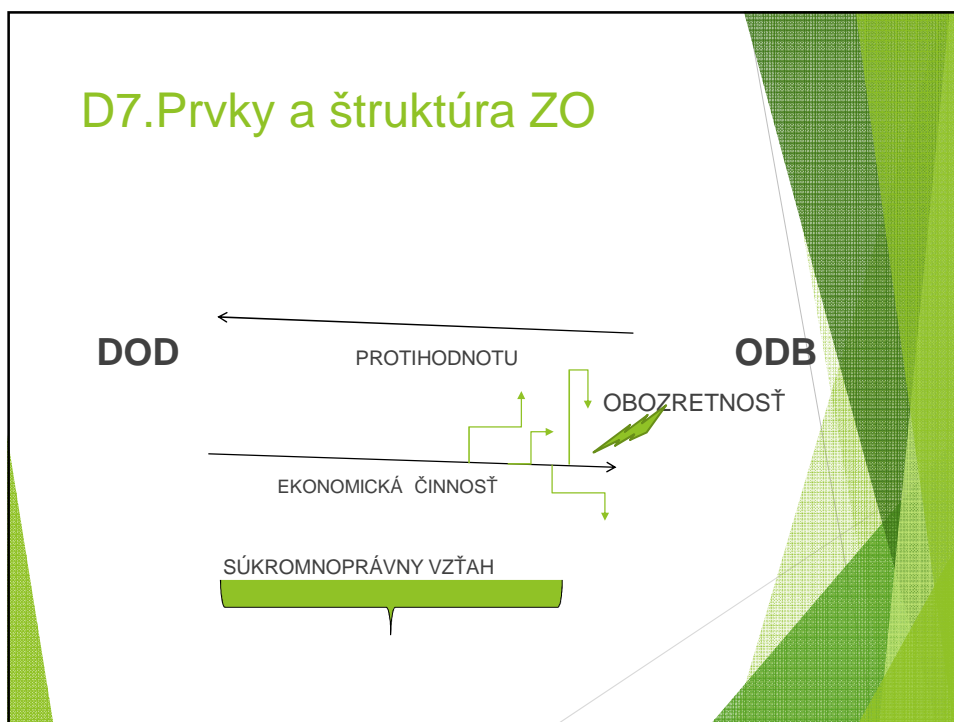 D7.Prvky a štruktúra ZO
DOD
PROTIHODNOTU
ODB
OBOZRETNOSŤ
EKONOMICKÁ ČINNOSŤ
SÚKROMNOPRÁVNY VZŤAH